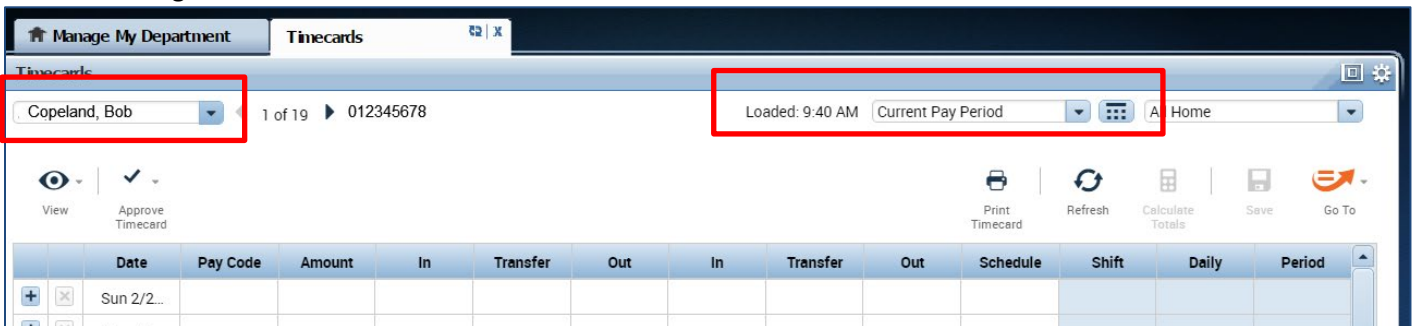 Manage My Department Timecards
Timecards
Copeland, Bob 1 of 19 012345678 Loaded: 9:40 AM Current Pay Period All Home
View Approve Timecard Print Timecard Refresh Calculate Totals Save Go To
Date Pay Code Amount In Transfer Out In Transfer Out Schedule Shift Daily Period
Sun 2/2...